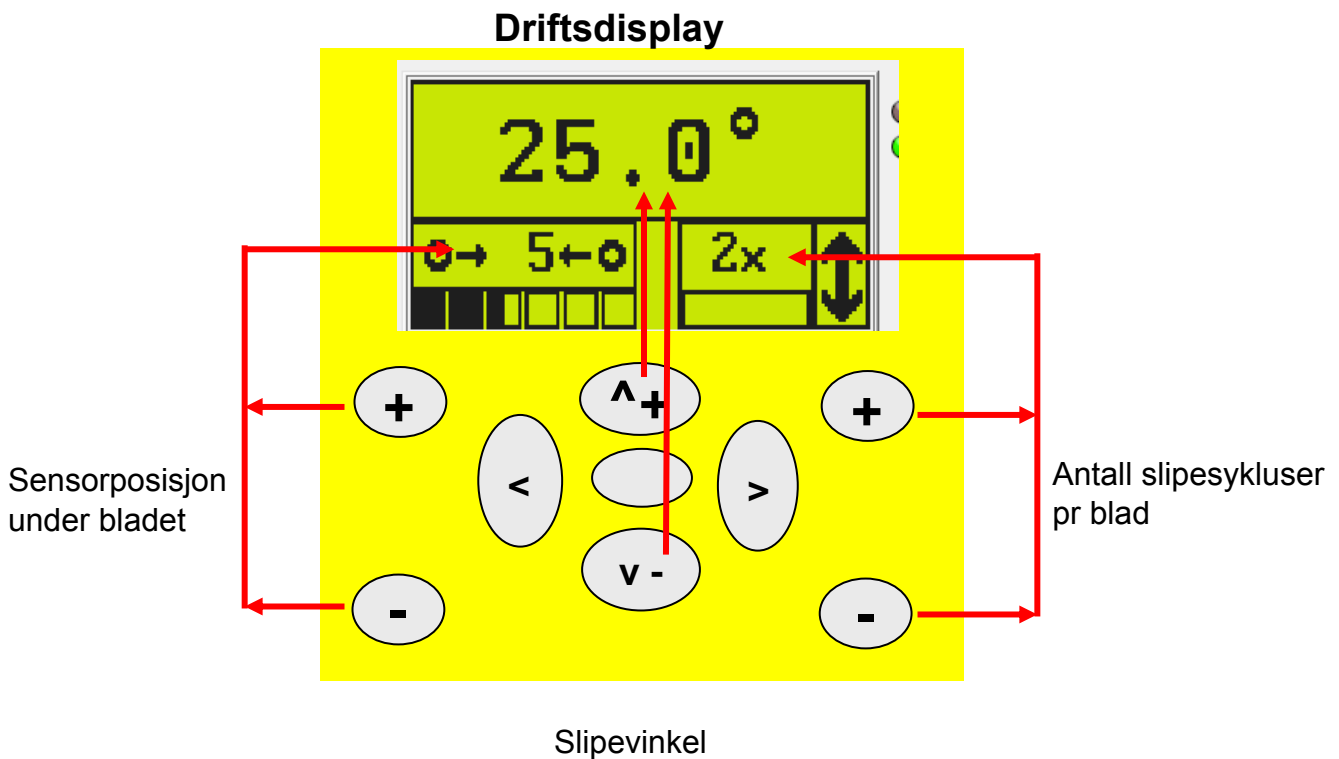 Driftsdisplay
25.0°
5
2x
^+
+
+
<
>
Sensorposisjon
under bladet
Antall slipesykluser
pr blad
v -
-
-
Slipevinkel